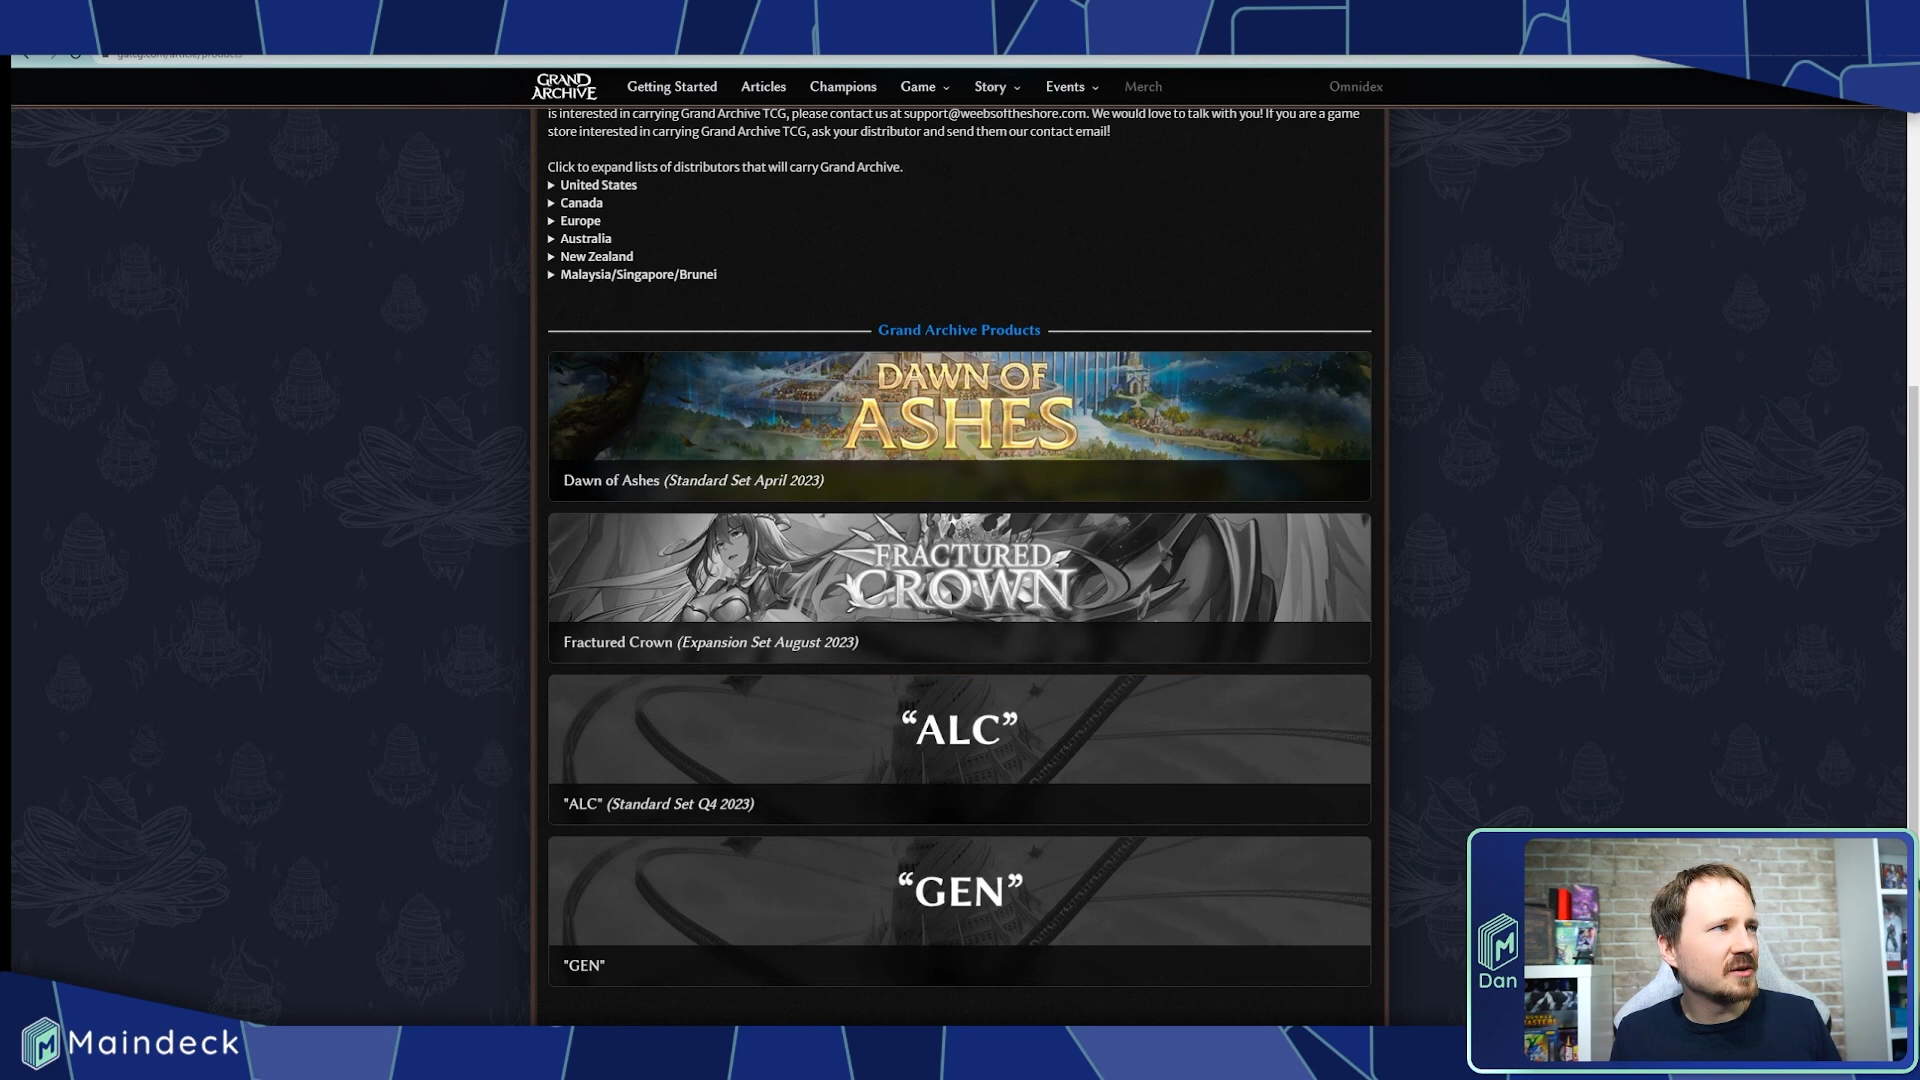 gatcg.com/article/products
GRAND
ARCHIVE
Getting Started
Articles
Champions
Game
Story
Events
Merch
Omnidex
is interested in carrying Grand Archive TCG, please contact us at support@weebsoftheshore.com. We would love to talk with you! If you are a game
store interested in carrying Grand Archive TCG, ask your distributor and send them our contact email!
Click to expand lists of distributors that will carry Grand Archive.
United States
Canada
Europe
Australia
New Zealand
Malaysia/Singapore/Brunei
Grand Archive Products
DAWN OF
ASHES
Dawn of Ashes (Standard Set April 2023)
FRACTURED
CROWN
Fractured Crown (Expansion Set August 2023)
“ALC”
"ALC" (Standard Set Q4 2023)
“GEN”
"GEN"
M
Dan
M
Maindeck